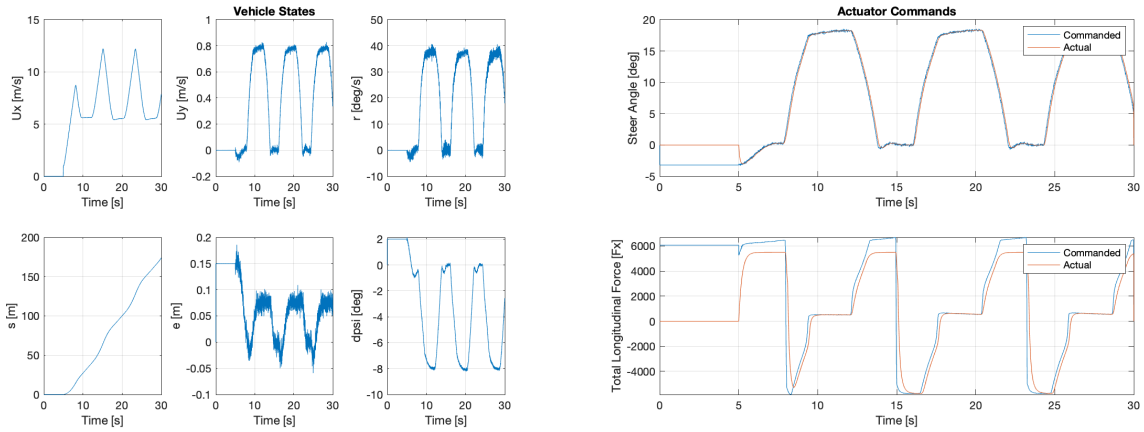 Vehicle States
Ux [m/s]
15
10
5
0
0 10 20 30
Time [s]
Uy [m/s]
1
0.8
0.6
0.4
0.2
0
-0.2
0 10 20 30
Time [s]
r [deg/s]
50
40
30
20
10
0
-10
0 10 20 30
Time [s]
s [m]
200
150
100
50
0
0 10 20 30
Time [s]
e [m]
0.2
0.15
0.1
0.05
0
-0.05
-0.1
0 10 20 30
Time [s]
dpsi [deg]
2
0
-2
-4
-6
-8
-10
0 10 20 30
Time [s]
Actuator Commands
Steer Angle [deg]
20
15
10
5
0
-5
0 5 10 15 20 25 30
Time [s]
Commanded
Actual
Total Longitudinal Force [Fx]
6000
4000
2000
0
-2000
-4000
0 5 10 15 20 25 30
Time [s]
Commanded
Actual